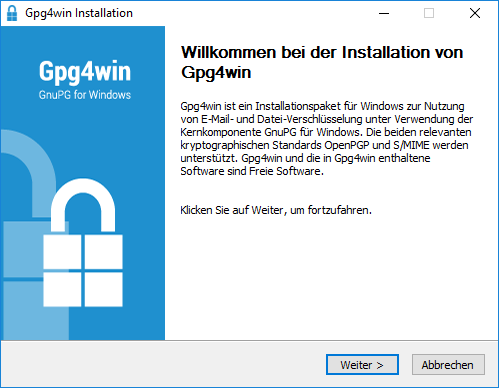 Gpg4win Installation
Gpg4win
GnuPG for Windows
Willkommen bei der Installation von
Gpg4win
Gpg4win ist ein Installationspaket für Windows zur Nutzung
von E-Mail- und Datei-Verschlüsselung unter Verwendung der
Kernkomponente GnuPG für Windows. Die beiden relevanten
kryptographischen Standards OpenPGP und S/MIME werden
unterstützt. Gpg4win und die in Gpg4win enthaltene
Software sind Freie Software.
Klicken Sie auf Weiter, um fortzufahren.
Weiter >
Abbrechen